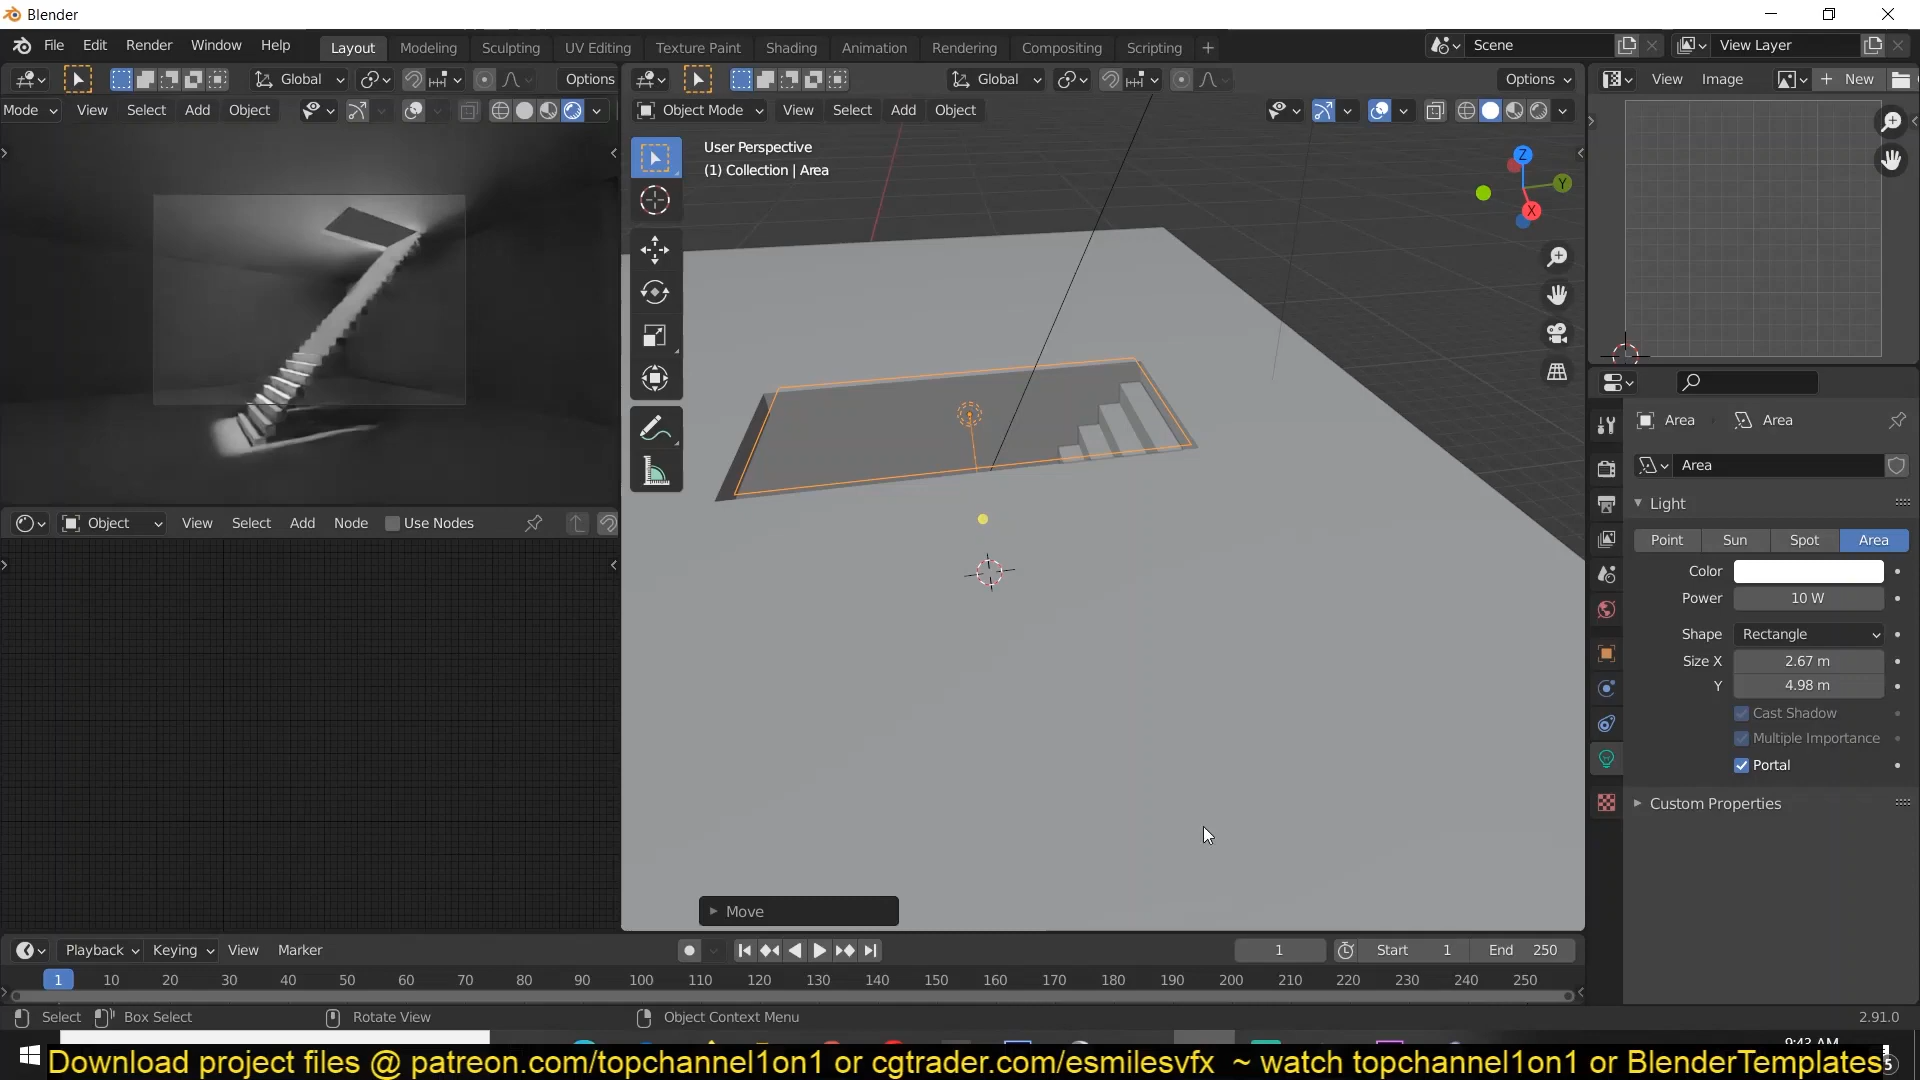 Blender
File Edit Render Window Help
Layout Modeling Sculpting UV Editing Texture Paint Shading Animation Rendering Compositing Scripting +
Scene
View Layer
Global
Options
Global
Options
View Image
New
Mode View Select Add Object
Object Mode View Select Add Object
User Perspective
(1) Collection | Area
Z
Y
X
Area
Area
Area
Light
Point Sun Spot Area
Color
Power 10 W
Shape Rectangle
Size X 2.67 m
Y 4.98 m
Cast Shadow
Multiple Importance
Portal
Custom Properties
Object View Select Add Node Use Nodes
Move
Playback Keying View Marker
1
Start 1
End 250
1 10 20 30 40 50 60 70 80 90 100 110 120 130 140 150 160 170 180 190 200 210 220 230 240 250
Select
Box Select
Rotate View
Object Context Menu
2.91.0
9:43 AM
Download project files @ patreon.com/topchannel1on1 or cgtrader.com/esmilesvfx ~ watch topchannel1on1 or BlenderTemplates